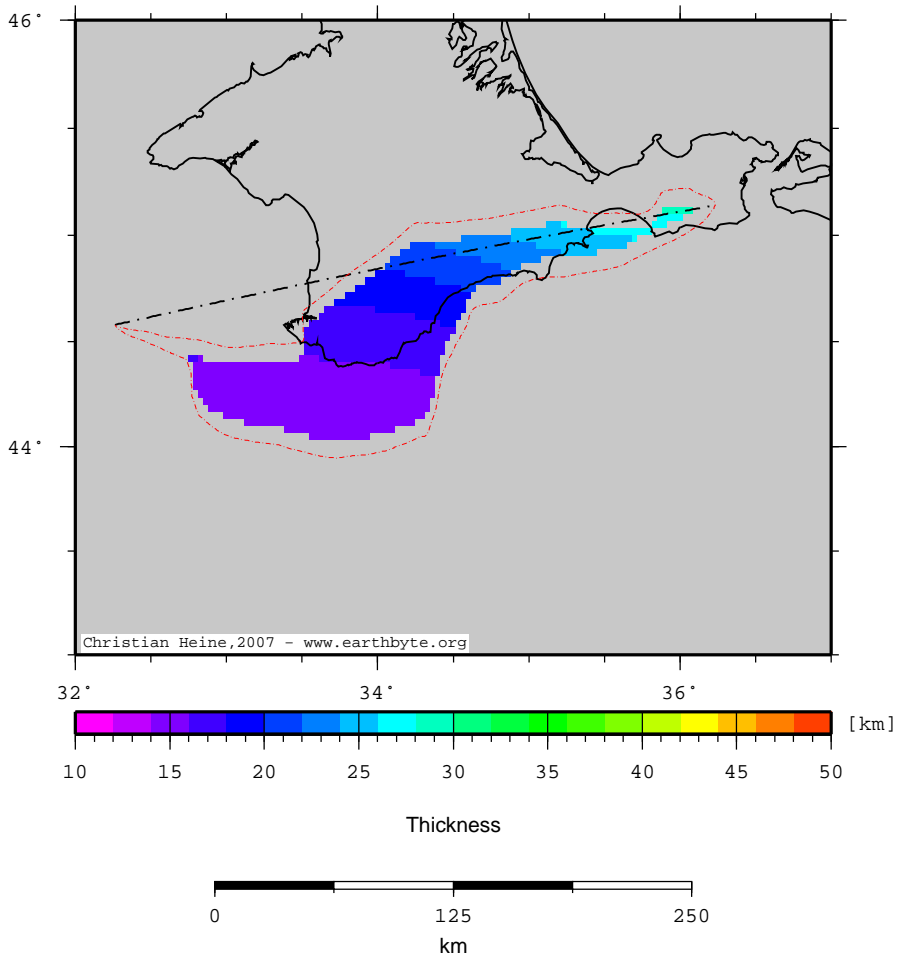 46°
44°
Christian Heine,2007 - www.earthbyte.org
32° 34° 36°
[km]
10 15 20 25 30 35 40 45 50
Thickness
0 125 250
km